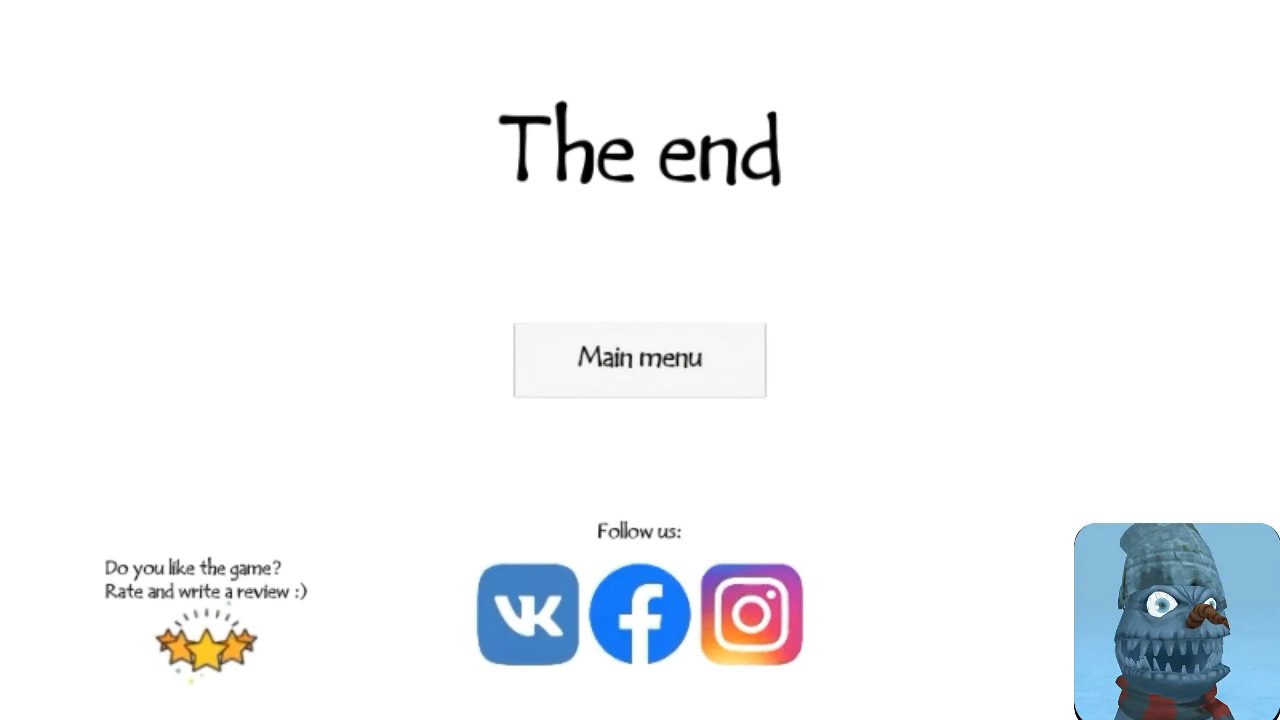 The end
Main menu
Follow us:
Do you like the game?
Rate and write a review :)